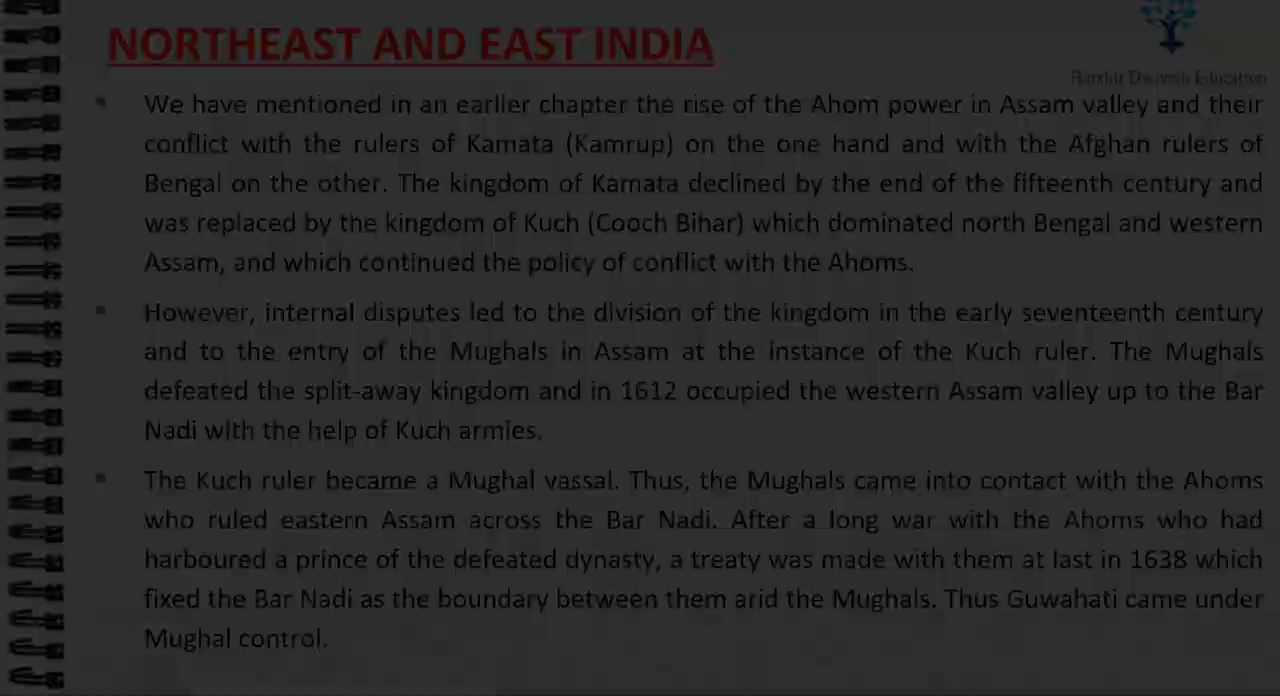 NORTHEAST AND EAST INDIA
We have mentioned in an earlier chapter the rise of the Ahom power in Assam valley and their
conflict with the rulers of Kamata (Kamrup) on the one hand and with the Afghan rulers of
Bengal on the other. The kingdom of Kamata declined by the end of the fifteenth century and
was replaced by the kingdom of Kuch (Cooch Bihar) which dominated north Bengal and western
Assam, and which continued the policy of conflict with the Ahoms.
However, internal disputes led to the division of the kingdom in the early seventeenth century
and to the entry of the Mughals in Assam at the instance of the Kuch ruler. The Mughals
defeated the split-away kingdom and in 1612 occupied the western Assam valley up to the Bar
Nadi with the help of Kuch armies.
The Kuch ruler became a Mughal vassal. Thus, the Mughals came into contact with the Ahoms
who ruled eastern Assam across the Bar Nadi. After a long war with the Ahoms who had
harboured a prince of the defeated dynasty, a treaty was made with them at last in 1638 which
fixed the Bar Nadi as the boundary between them arid the Mughals. Thus Guwahati came under
Mughal control.
Education